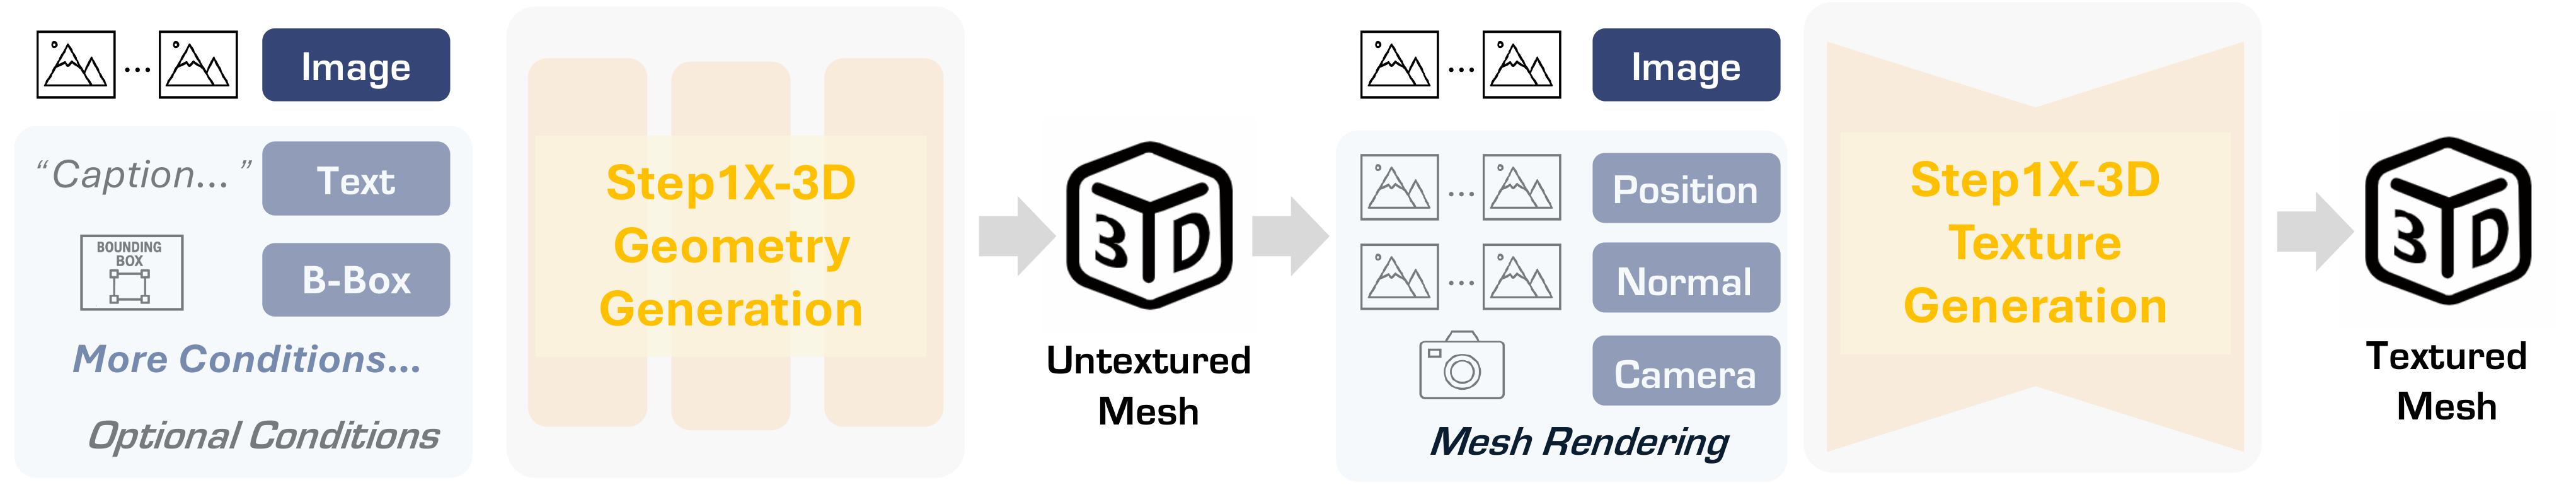 Image
“Caption... ”
Text
BOUNDING
BOX
B-Box
More Conditions...
Optional Conditions
Step1X-3D
Geometry
Generation
3D
Untextured
Mesh
Image
Position
Normal
Camera
Mesh Rendering
Step1X-3D
Texture
Generation
3D
Textured
Mesh